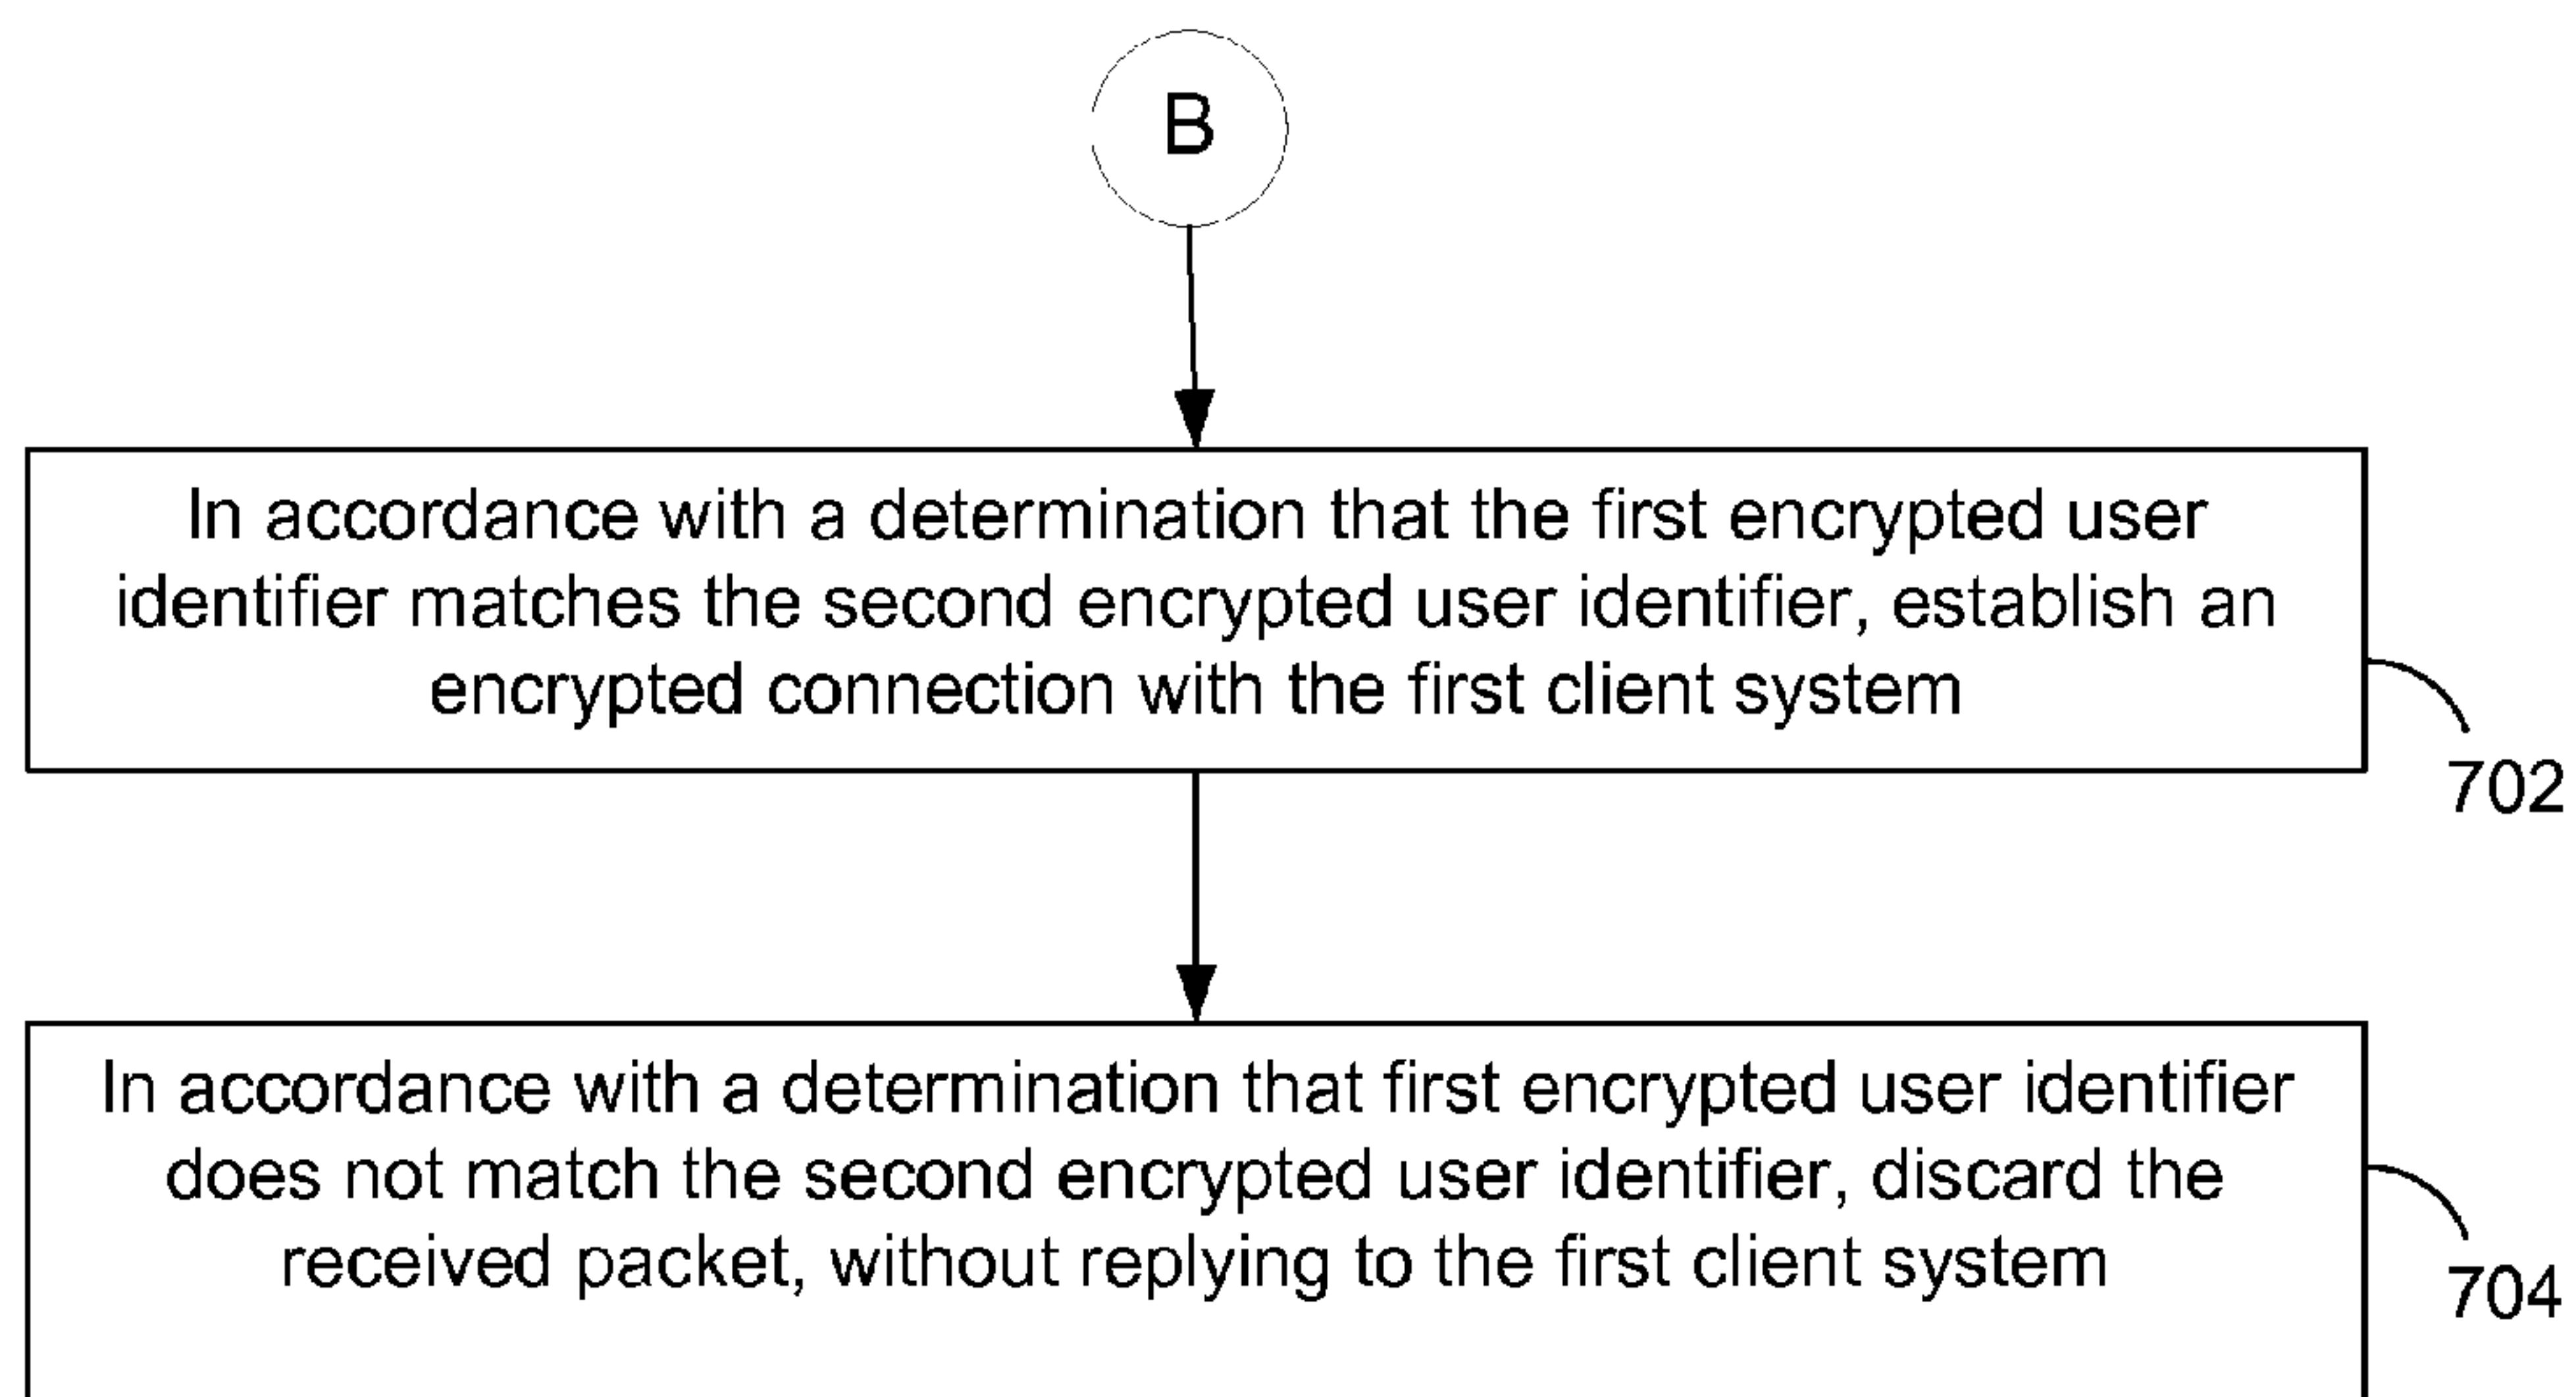 B
In accordance with a determination that the first encrypted user
identifier matches the second encrypted user identifier, establish an
encrypted connection with the first client system
702
In accordance with a determination that first encrypted user identifier
does not match the second encrypted user identifier, discard the
received packet, without replying to the first client system
704